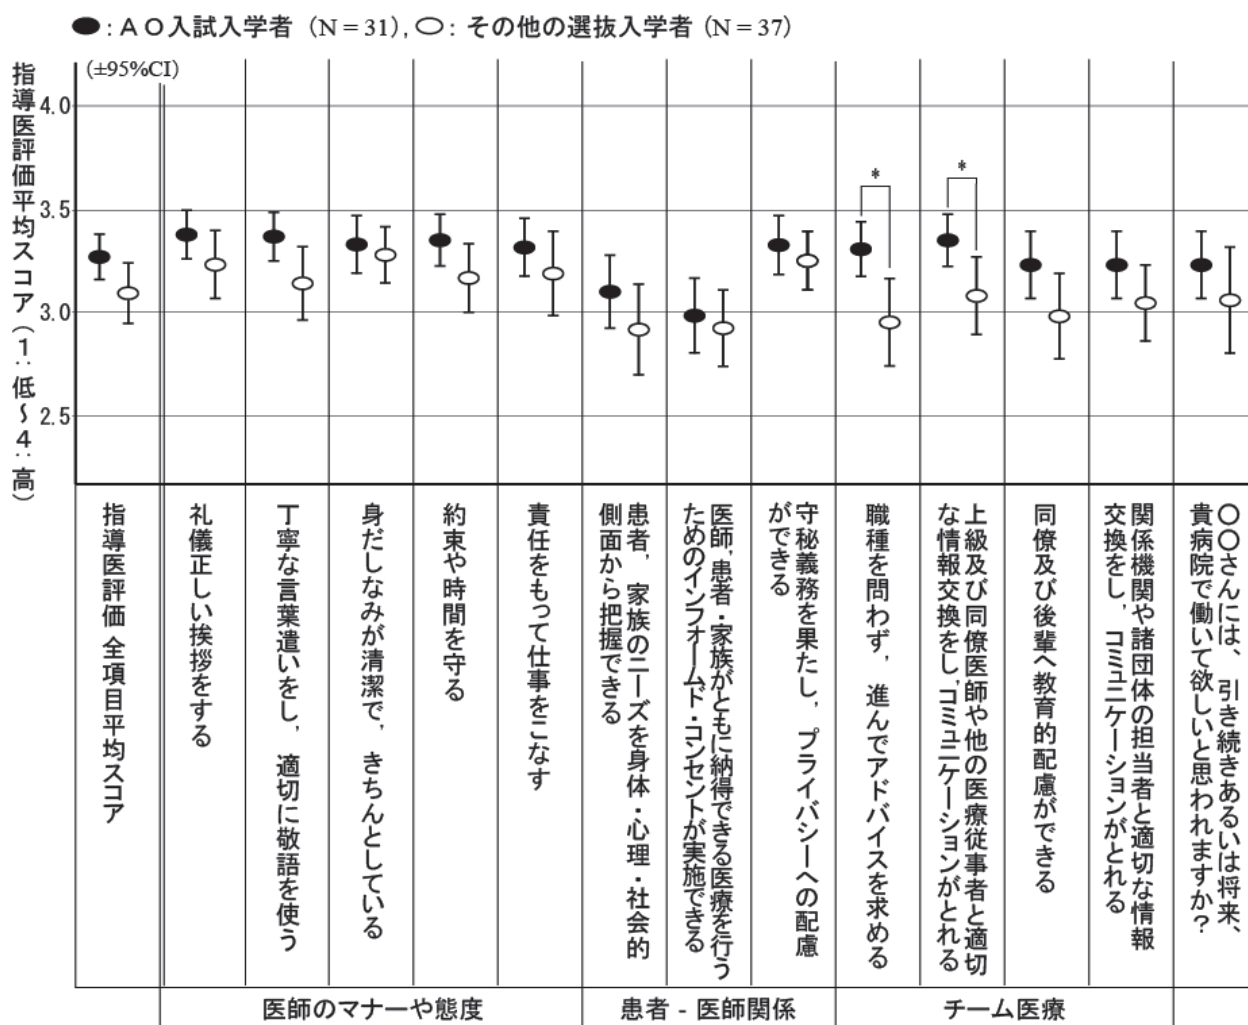 ●：ＡＯ入試入学者（N = 31），○：その他の選抜入学者（N = 37）
(±95%CI)
指導医評価平均スコア（１：低～４：高）
4.0
3.5
3.0
2.5
*
*
指導医評価 全項目平均スコア
礼儀正しい挨拶をする
丁寧な言葉遣いをし，適切に敬語を使う
身だしなみが清潔で，きちんとしている
約束や時間を守る
責任をもって仕事をこなす
患者，家族のニーズを身体・心理・社会的
側面から把握できる
医師，患者・家族がともに納得できる医療を行う
ためのインフォームド・コンセントが実施できる
守秘義務を果たし，プライバシーへの配慮
ができる
職種を問わず，進んでアドバイスを求める
上級及び同僚医師や他の医療従事者と適切
な情報交換をし，コミュニケーションがとれる
同僚及び後輩へ教育的配慮ができる
関係機関や諸団体の担当者と適切な情報
交換をし，コミュニケーションがとれる
〇〇さんには、引き続きあるいは将来、
貴病院で働いて欲しいと思われますか？
医師のマナーや態度
患者 - 医師関係
チーム医療